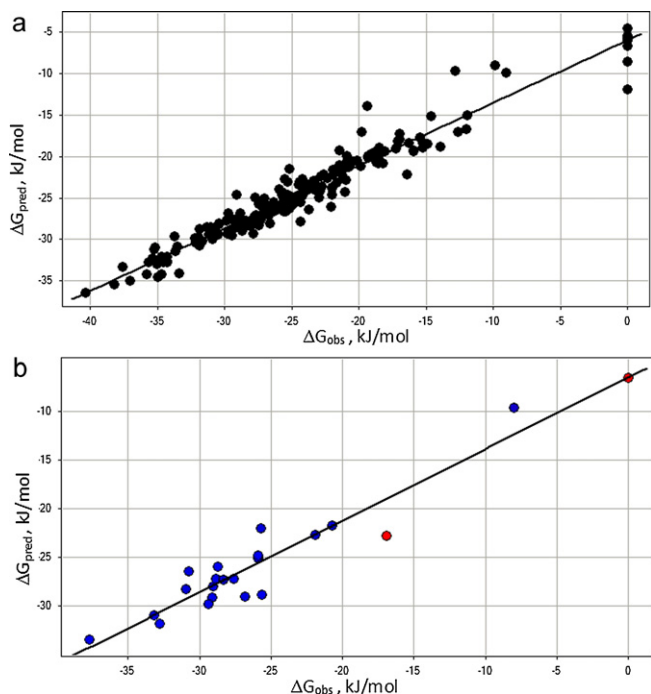 a
-5
-10
-15
-20
-25
-30
-35
ΔGpred, kJ/mol
-40 -35 -30 -25 -20 -15 -10 -5 0
ΔGobs , kJ/mol
b
-10
-15
-20
-25
-30
ΔGpred, kJ/mol
-35 -30 -25 -20 -15 -10 -5 0
ΔGobs, kJ/mol